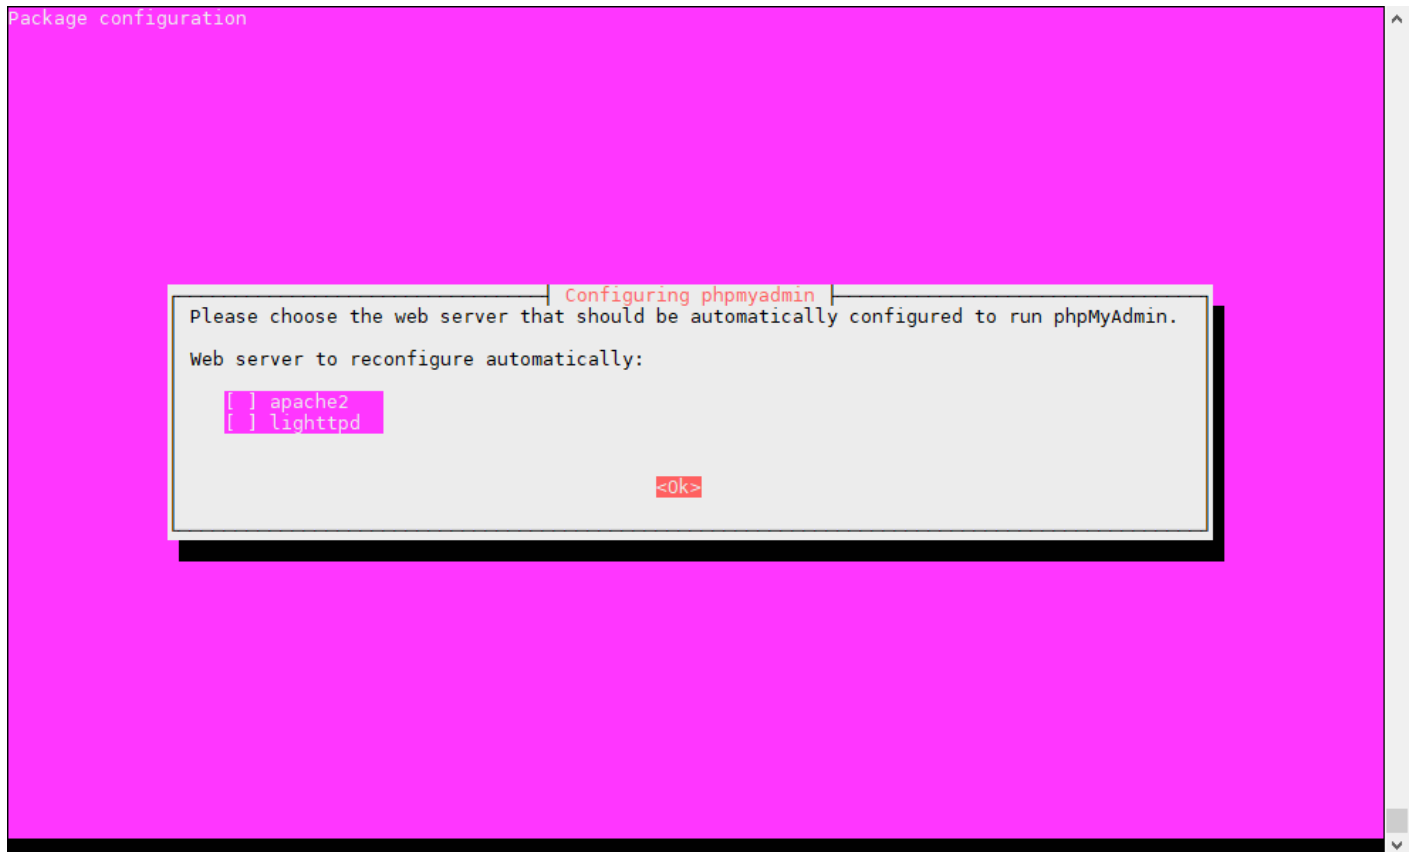 Package configuration
Configuring phpmyadmin
Please choose the web server that should be automatically configured to run phpMyAdmin.
Web server to reconfigure automatically:
[ ] apache2
[ ] lighttpd
<Ok>